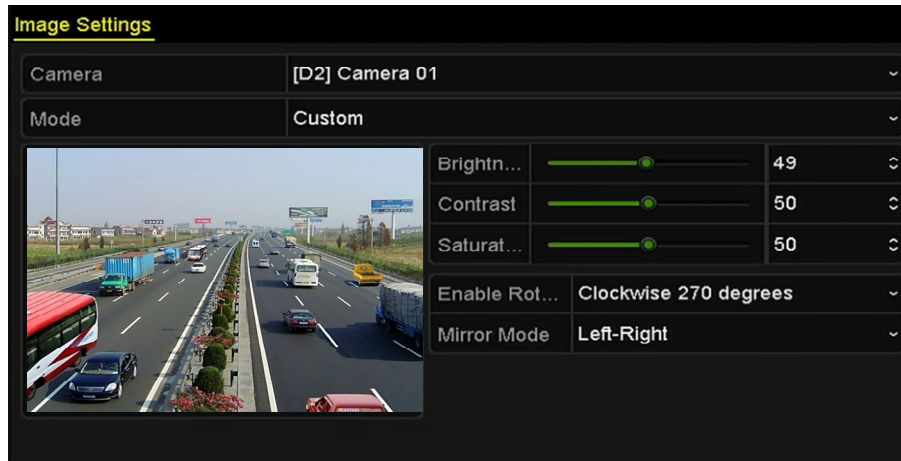 Image Settings
Camera [D2] Camera 01
Mode Custom
Brightn... 49
Contrast 50
Saturat... 50
Enable Rot... Clockwise 270 degrees
Mirror Mode Left-Right